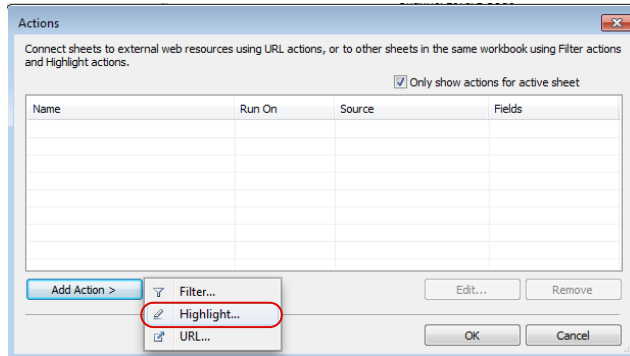 Actions
Connect sheets to external web resources using URL actions, or to other sheets in the same workbook using Filter actions
and Highlight actions.
Only show actions for active sheet
Name Run On Source Fields
Add Action > Edit... Remove
Filter...
Highlight...
URL...
OK Cancel